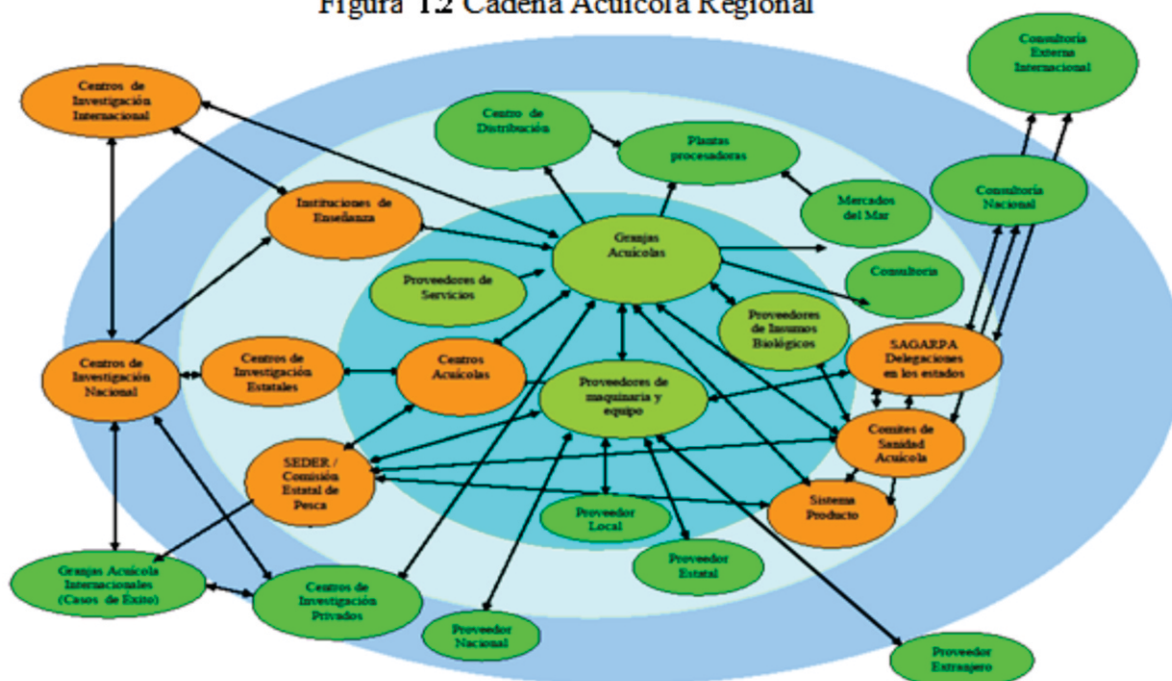 Figura 1.2 Cadena Acuícola Regional
Consultoría
Externa
Internacional
Centros de
Investigación
Internacional
Centro de
Distribución
Plantas
procesadoras
Consultoría
Nacional
Mercados
del Mar
Instituciones de
Enseñanza
Granjas
Acuícolas
Consultoría
Proveedores de
Servicios
Proveedores
de Insumos
Biológicos
SAGARPA
Delegaciones
en los estados
Centros de
Investigación
Nacional
Centros de
Investigación
Estatales
Centros
Acuícolas
Proveedores de
maquinaria y
equipo
Comites de
Sanidad
Acuícola
SEDER /
Comisión
Estatal de
Pesca
Sistema
Producto
Proveedor
Local
Proveedor
Estatal
Granjas Acuícola
Internacionales
(Casos de Éxito)
Centros de
Investigación
Privados
Proveedor
Nacional
Proveedor
Extranjero